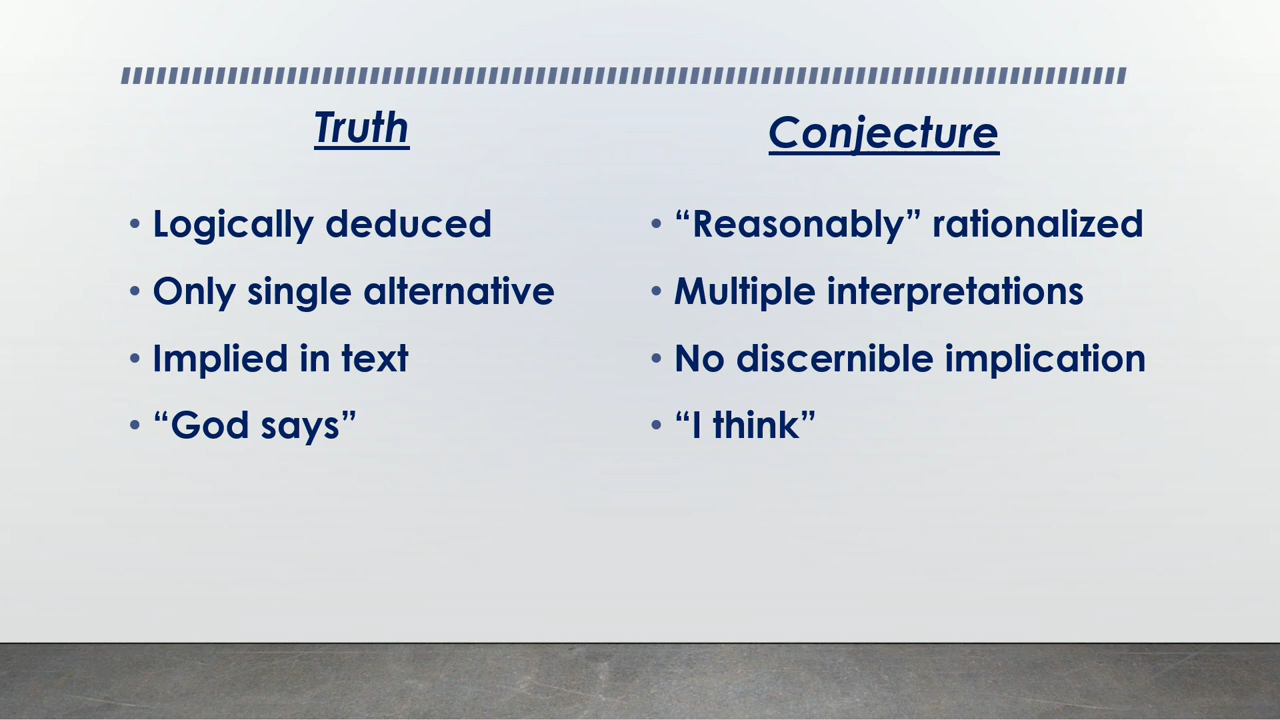 Truth
• Logically deduced
• Only single alternative
• Implied in text
• “God says”
Conjecture
• “Reasonably” rationalized
• Multiple interpretations
• No discernible implication
• “I think”